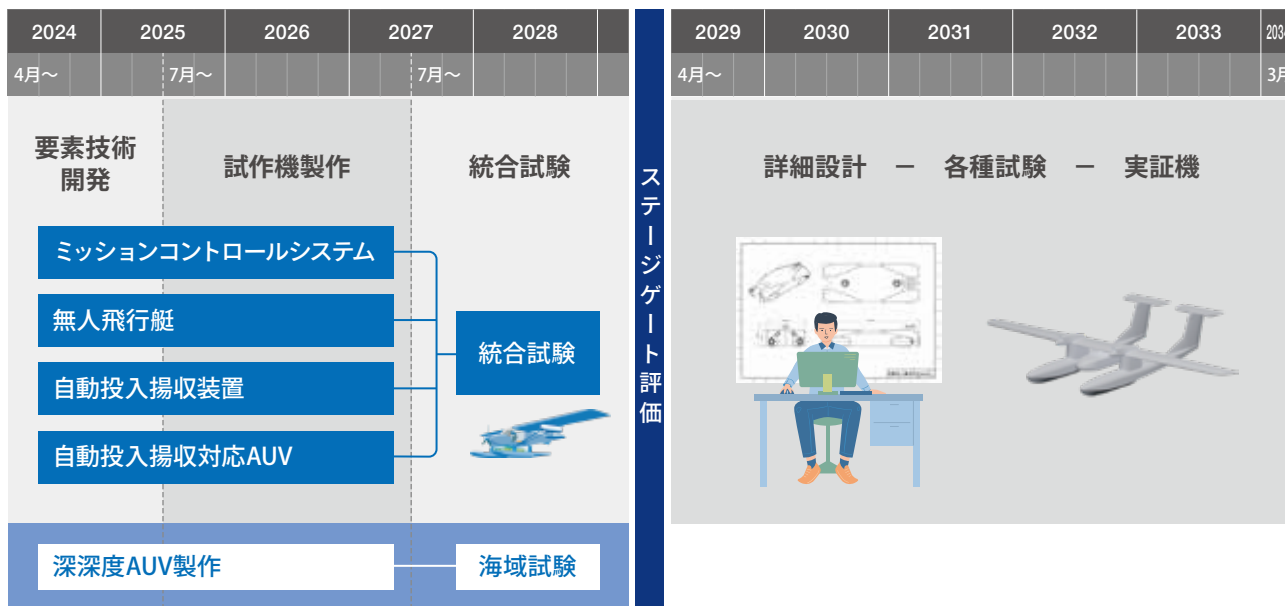 2024 2025 2026 2027 2028
4月～ 7月～ 7月～
要素技術
開発
試作機製作
統合試験
ミッションコントロールシステム
無人飛行艇
自動投入揚収装置
自動投入揚収対応AUV
統合試験
深深度AUV製作
海域試験
ステージゲート評価
2029 2030 2031 2032 2033
4月～ 3月
詳細設計 － 各種試験 － 実証機